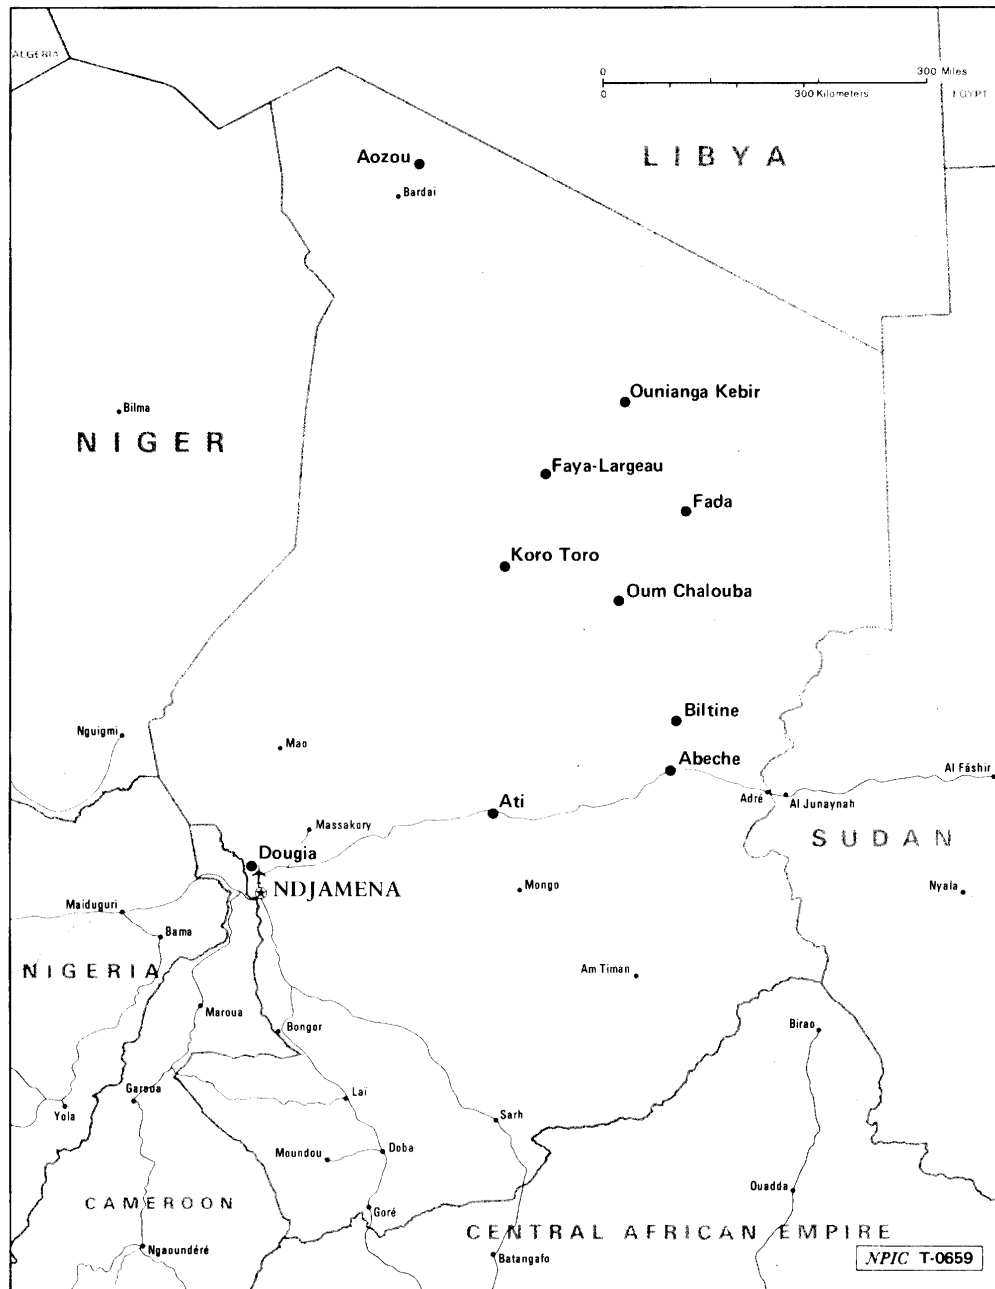 ALGERIA
0 300 Miles
0 300 Kilometers
EGYPT
LIBYA
Aozou
Bardai
Ounianga Kebir
Bilma
NIGER
Faya-Largeau
Fada
Koro Toro
Oum Chalouba
Biltine
Nguigmi
Mao
Abeche
Al Fáshir
Adré
Al Junaynah
Ati
Massakory
SUDAN
Dougia
NDJAMENA
Mongo
Nyala
Maiduguri
Bama
NIGERIA
Am Timan
Maroua
Bongor
Birao
Garoua
Laï
Yola
Sarh
Moundou
Doba
Ouadda
CAMEROON
Goré
CENTRAL AFRICAN EMPIRE
Ngaoundéré
Batangafo
NPIC T-0659